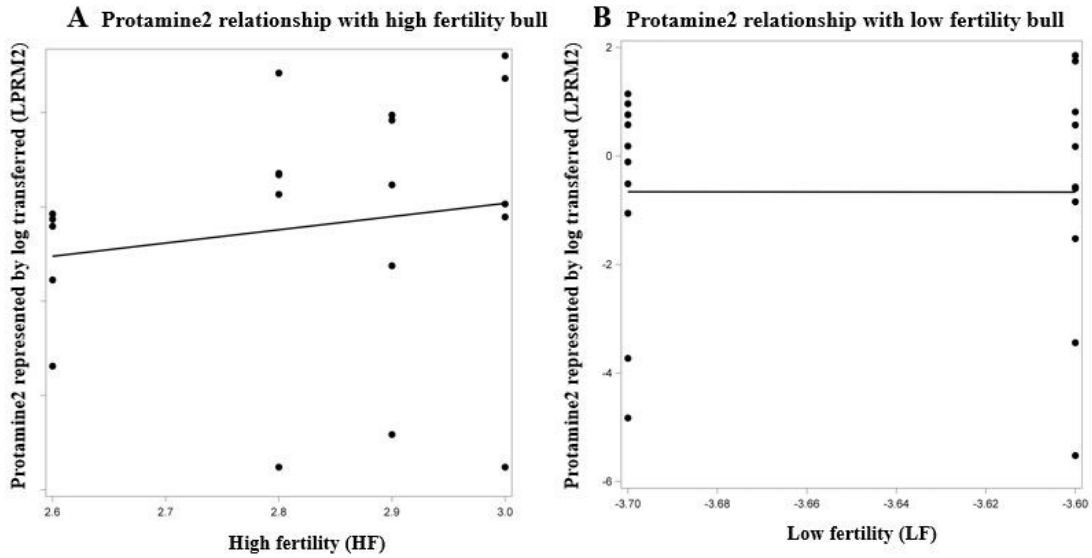 A Protamine2 relationship with high fertility bull
Protamine2 represented by log transferred (LPRM2)
2.6 2.7 2.8 2.9 3.0
High fertility (HF)
B Protamine2 relationship with low fertility bull
Protamine2 represented by log transferred (LPRM2)
2
0
-2
-4
-6
-3.70 -3.68 -3.66 -3.64 -3.62 -3.60
Low fertility (LF)